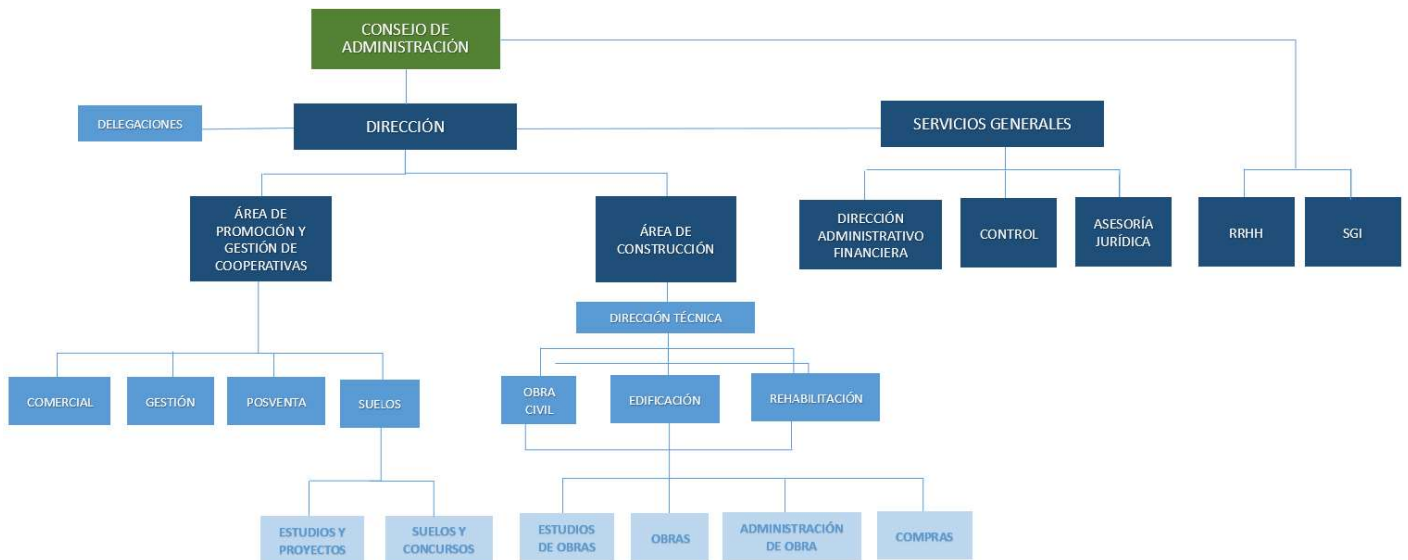 CONSEJO DE
ADMINISTRACIÓN
DELEGACIONES
DIRECCIÓN
SERVICIOS GENERALES
ÁREA DE
PROMOCIÓN Y
GESTIÓN DE
COOPERATIVAS
ÁREA DE
CONSTRUCCIÓN
DIRECCIÓN
ADMINISTRATIVO
FINANCIERA
CONTROL
ASESORÍA
JURÍDICA
RRHH
SGI
DIRECCIÓN TÉCNICA
COMERCIAL
GESTIÓN
POSVENTA
SUELOS
OBRA
CIVIL
EDIFICACIÓN
REHABILITACIÓN
ESTUDIOS Y
PROYECTOS
SUELOS Y
CONCURSOS
ESTUDIOS
DE OBRAS
OBRAS
ADMINISTRACIÓN
DE OBRA
COMPRAS